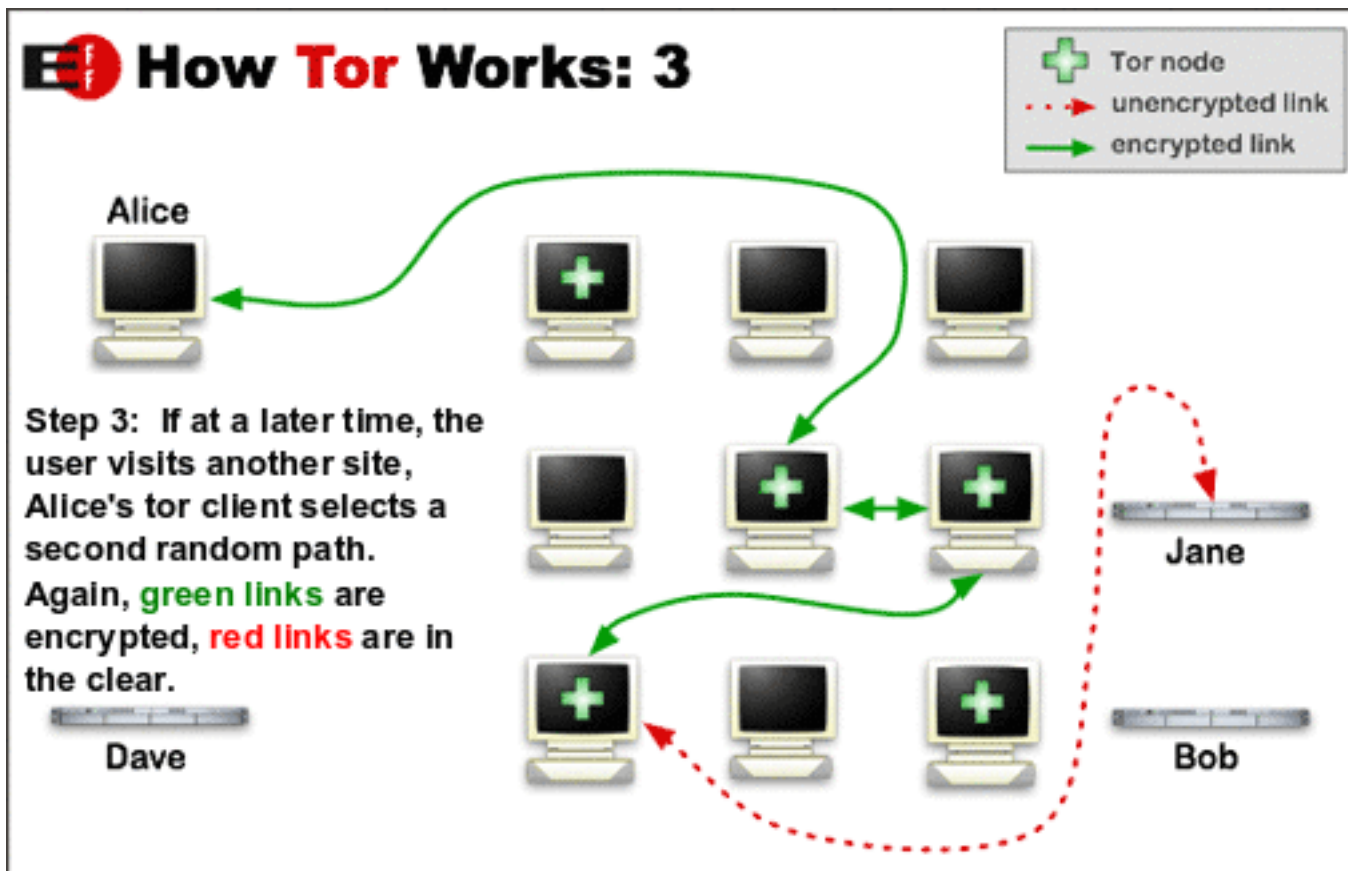 EFF How Tor Works: 3
Tor node
unencrypted link
encrypted link
Alice
Step 3: If at a later time, the
user visits another site,
Alice's tor client selects a
second random path.
Again, green links are
encrypted, red links are in
the clear.
Jane
Dave
Bob